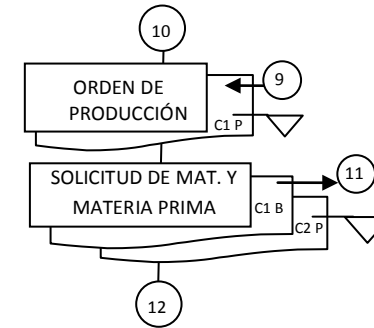 10
ORDEN DE
PRODUCCIÓN
9
C1 P
SOLICITUD DE MAT. Y
MATERIA PRIMA
11
C1 B
C2 P
12